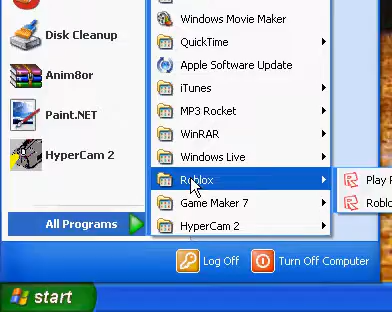 Disk Cleanup
Anim8or
Paint.NET
HyperCam 2
All Programs
Windows Movie Maker
QuickTime
Apple Software Update
iTunes
MP3 Rocket
WinRAR
Windows Live
Roblox
Game Maker 7
HyperCam 2
Play
Log Off
Turn Off Computer
start